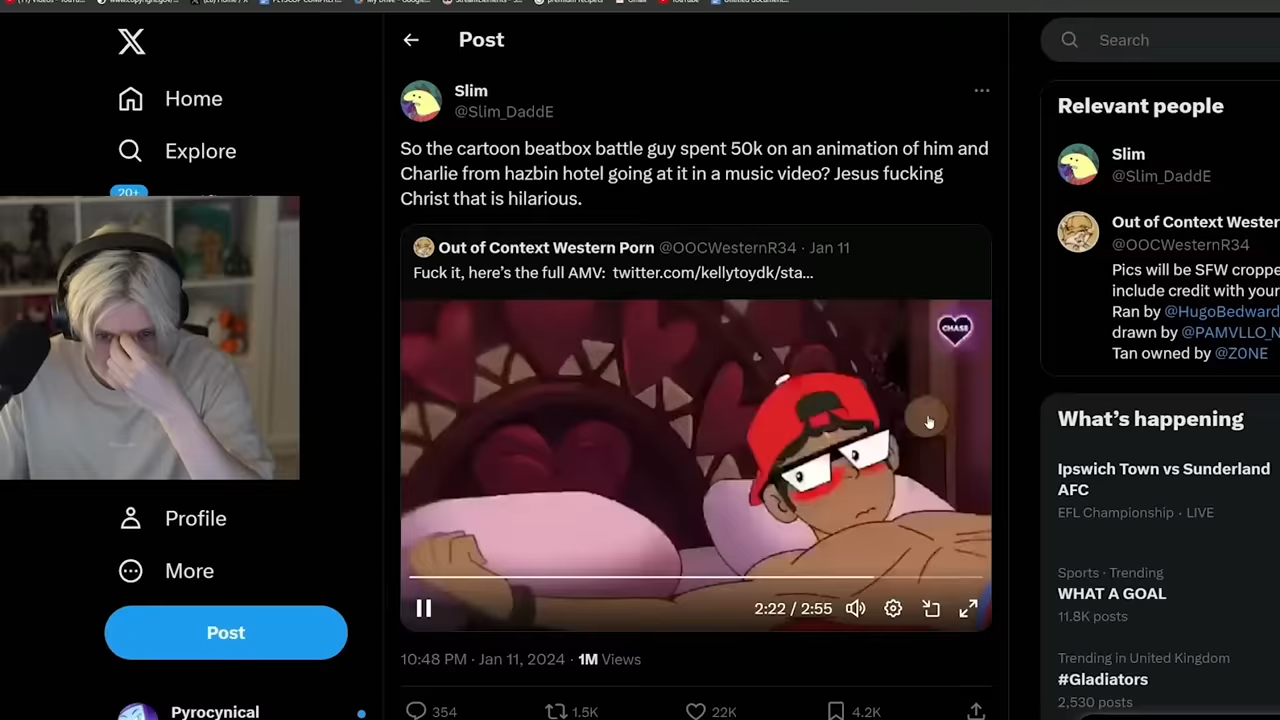 Post
Search
Home
Explore
20+
Profile
More
Post
Pyrocynical
Slim
@Slim_DaddE
So the cartoon beatbox battle guy spent 50k on an animation of him and
Charlie from hazbin hotel going at it in a music video? Jesus fucking
Christ that is hilarious.
Out of Context Western Porn @OOCWesternR34 · Jan 11
Fuck it, here's the full AMV: twitter.com/kellytoydk/sta...
CHASE
2:22 / 2:55
10:48 PM · Jan 11, 2024 · 1M Views
354
1.5K
22K
4.2K
Relevant people
Slim
@Slim_DaddE
Out of Context Wester
@OOCWesternR34
Pics will be SFW croppe
include credit with your
Ran by @HugoBedward
drawn by @PAMVLLO_N
Tan owned by @Z0NE
What's happening
Ipswich Town vs Sunderland
AFC
EFL Championship · LIVE
Sports · Trending
WHAT A GOAL
11.8K posts
Trending in United Kingdom
#Gladiators
2,530 posts